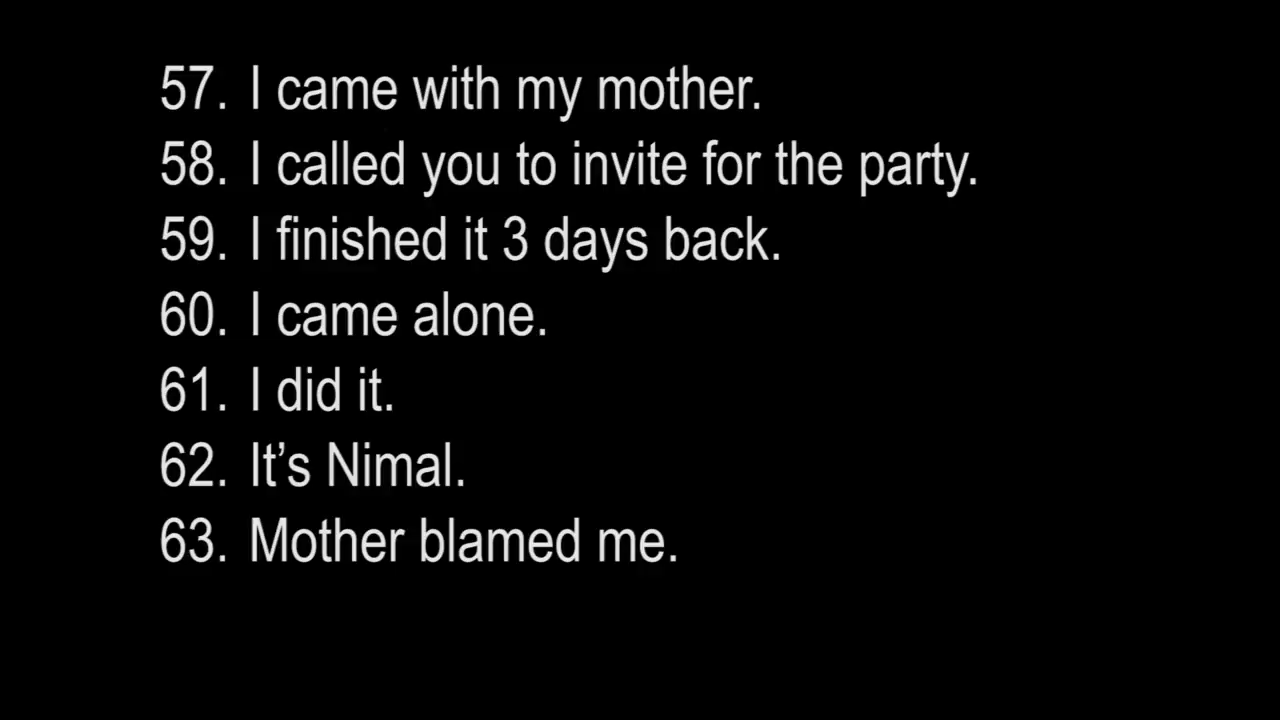 57. I came with my mother.
58. I called you to invite for the party.
59. I finished it 3 days back.
60. I came alone.
61. I did it.
62. It’s Nimal.
63. Mother blamed me.